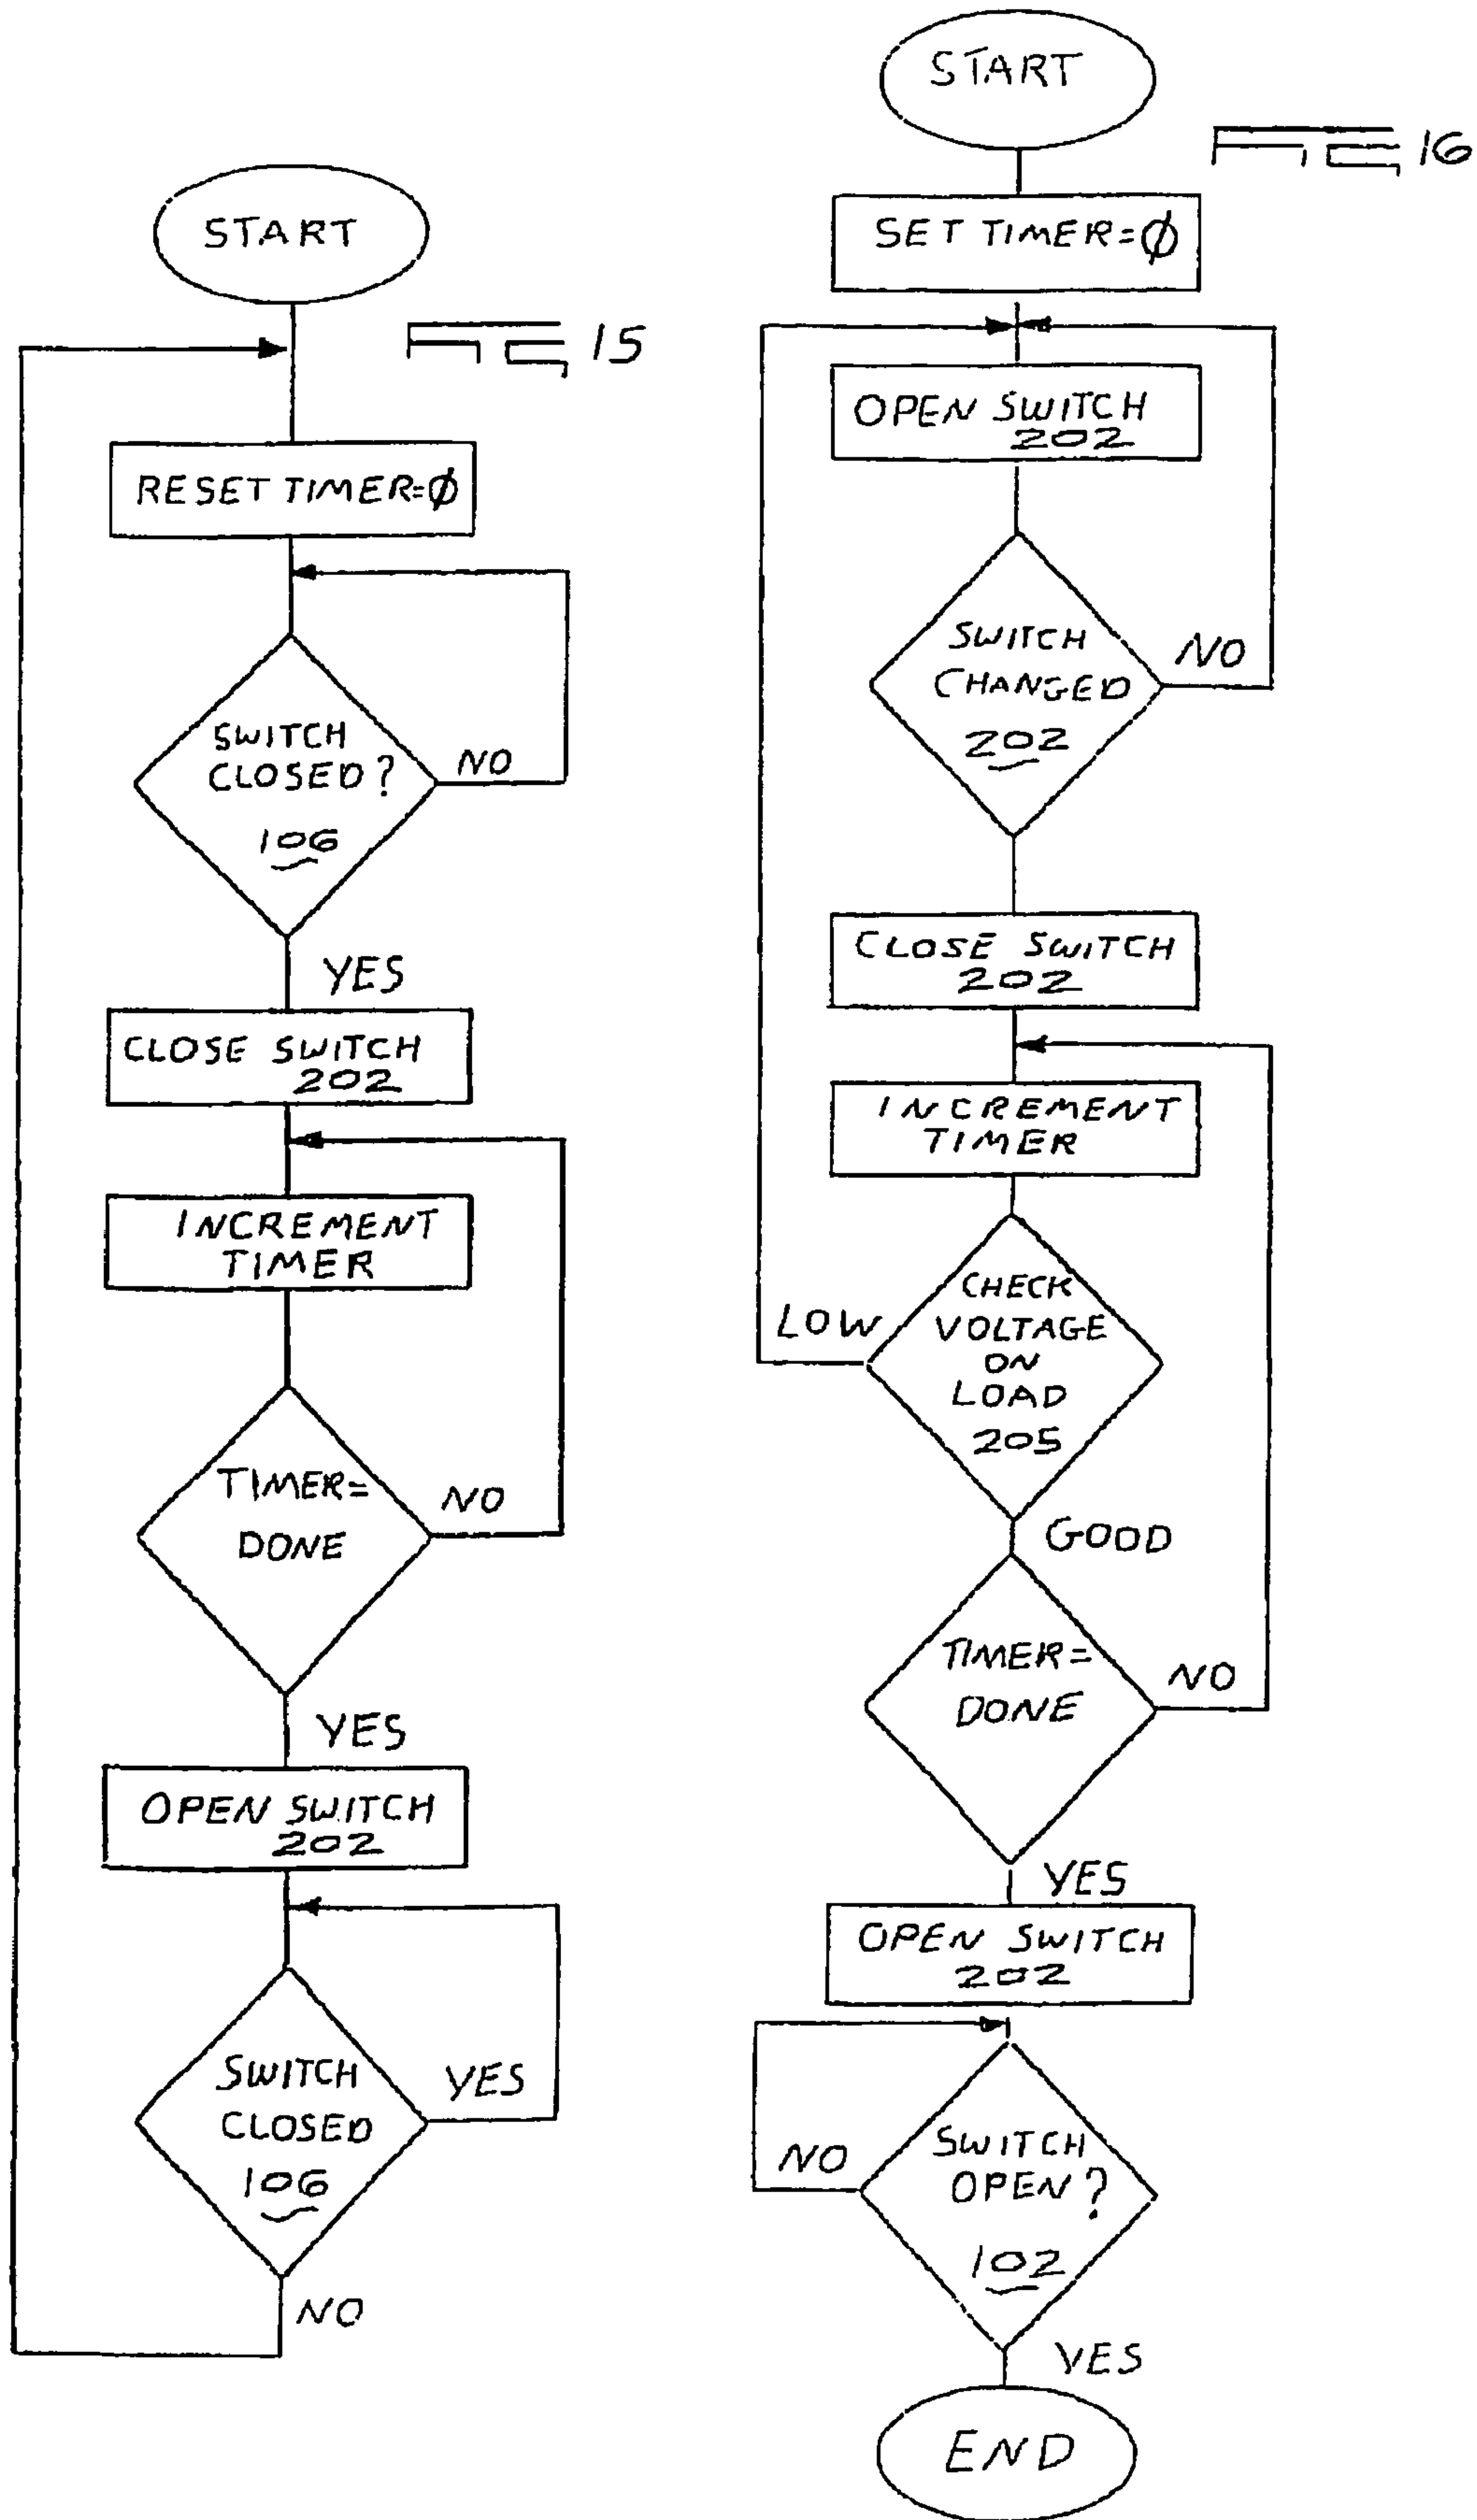 START
FIG 15
RESET TIMER=Ø
SWITCH
CLOSED?
106
NO
YES
CLOSE SWITCH
202
INCREMENT
TIMER
TIMER=
DONE
NO
YES
OPEN SWITCH
202
SWITCH
CLOSED
106
YES
NO
START
FIG 16
SET TIMER=Ø
OPEN SWITCH
202
SWITCH
CHANGED
202
NO
CLOSE SWITCH
202
INCREMENT
TIMER
CHECK
VOLTAGE
ON
LOAD
205
LOW
GOOD
TIMER=
DONE
NO
YES
OPEN SWITCH
202
SWITCH
OPEN?
102
NO
YES
END